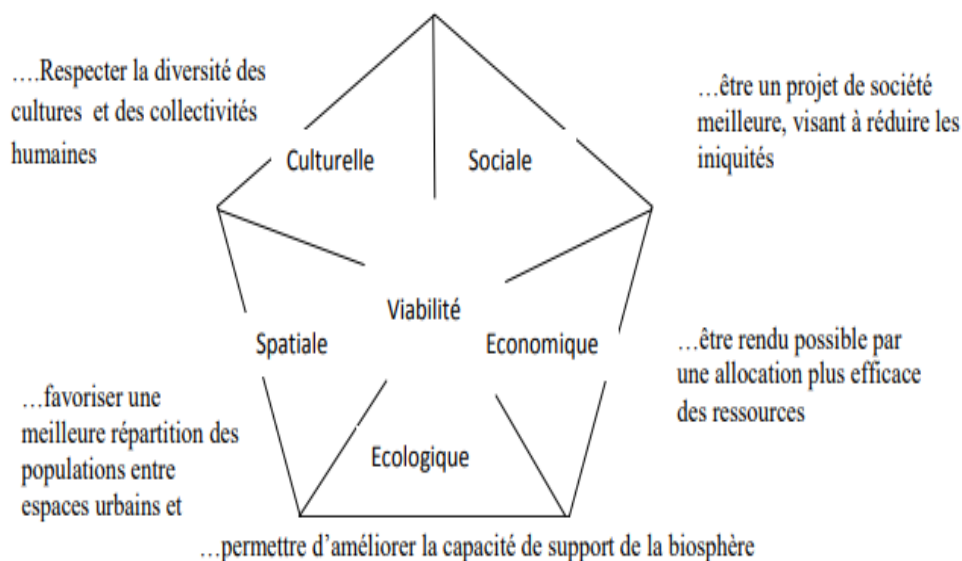 ….Respecter la diversité des
cultures et des collectivités
humaines
…être un projet de société
meilleure, visant à réduire les
iniquités
Culturelle
Sociale
Viabilité
Spatiale
Economique
…être rendu possible par
une allocation plus efficace
des ressources
…favoriser une
meilleure répartition des
populations entre
espaces urbains et
Ecologique
…permettre d’améliorer la capacité de support de la biosphère